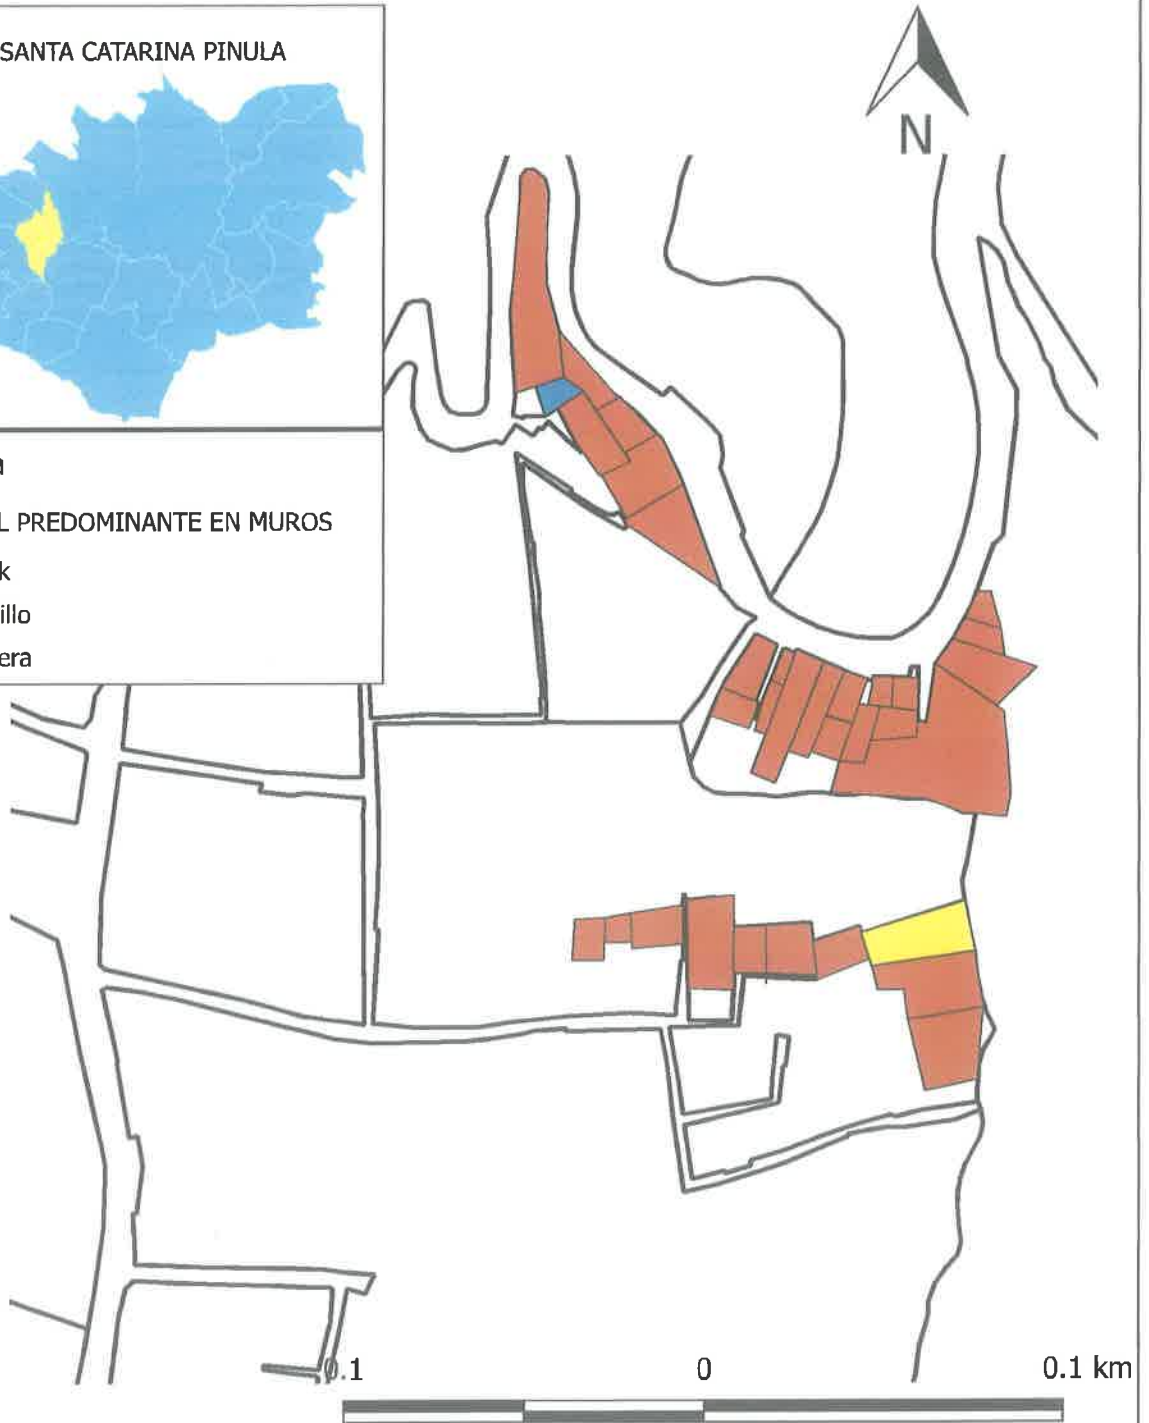 SANTA CATARINA PINULA
N
a
L PREDOMINANTE EN MUROS
k
illo
era
0.1 0 0.1 km